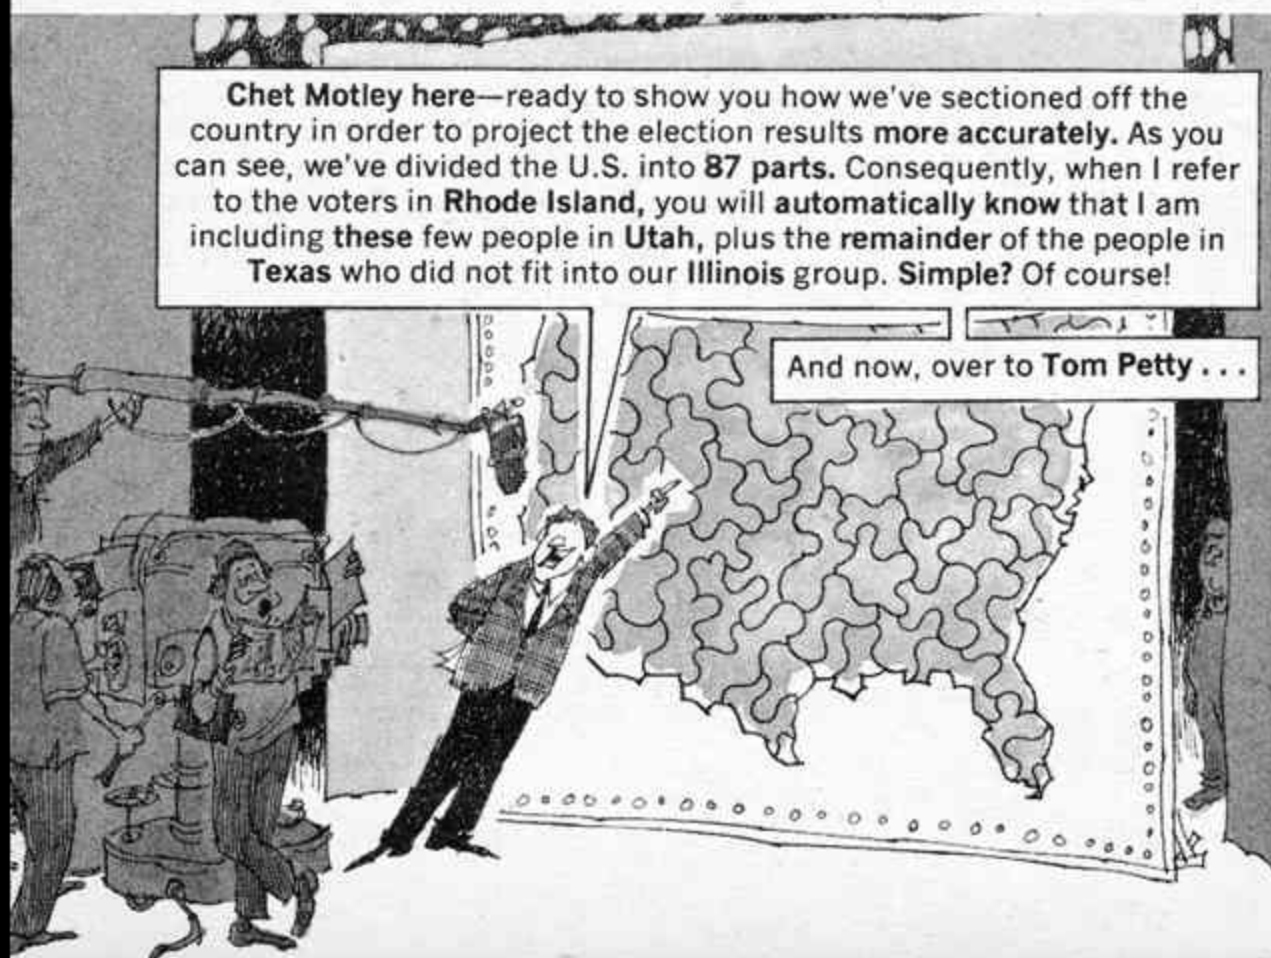 Chet Motley here—ready to show you how we've sectioned off the
country in order to project the election results more accurately. As you
can see, we've divided the U.S. into 87 parts. Consequently, when I refer
to the voters in Rhode Island, you will automatically know that I am
including these few people in Utah, plus the remainder of the people in
Texas who did not fit into our Illinois group. Simple? Of course!
And now, over to Tom Petty . . .